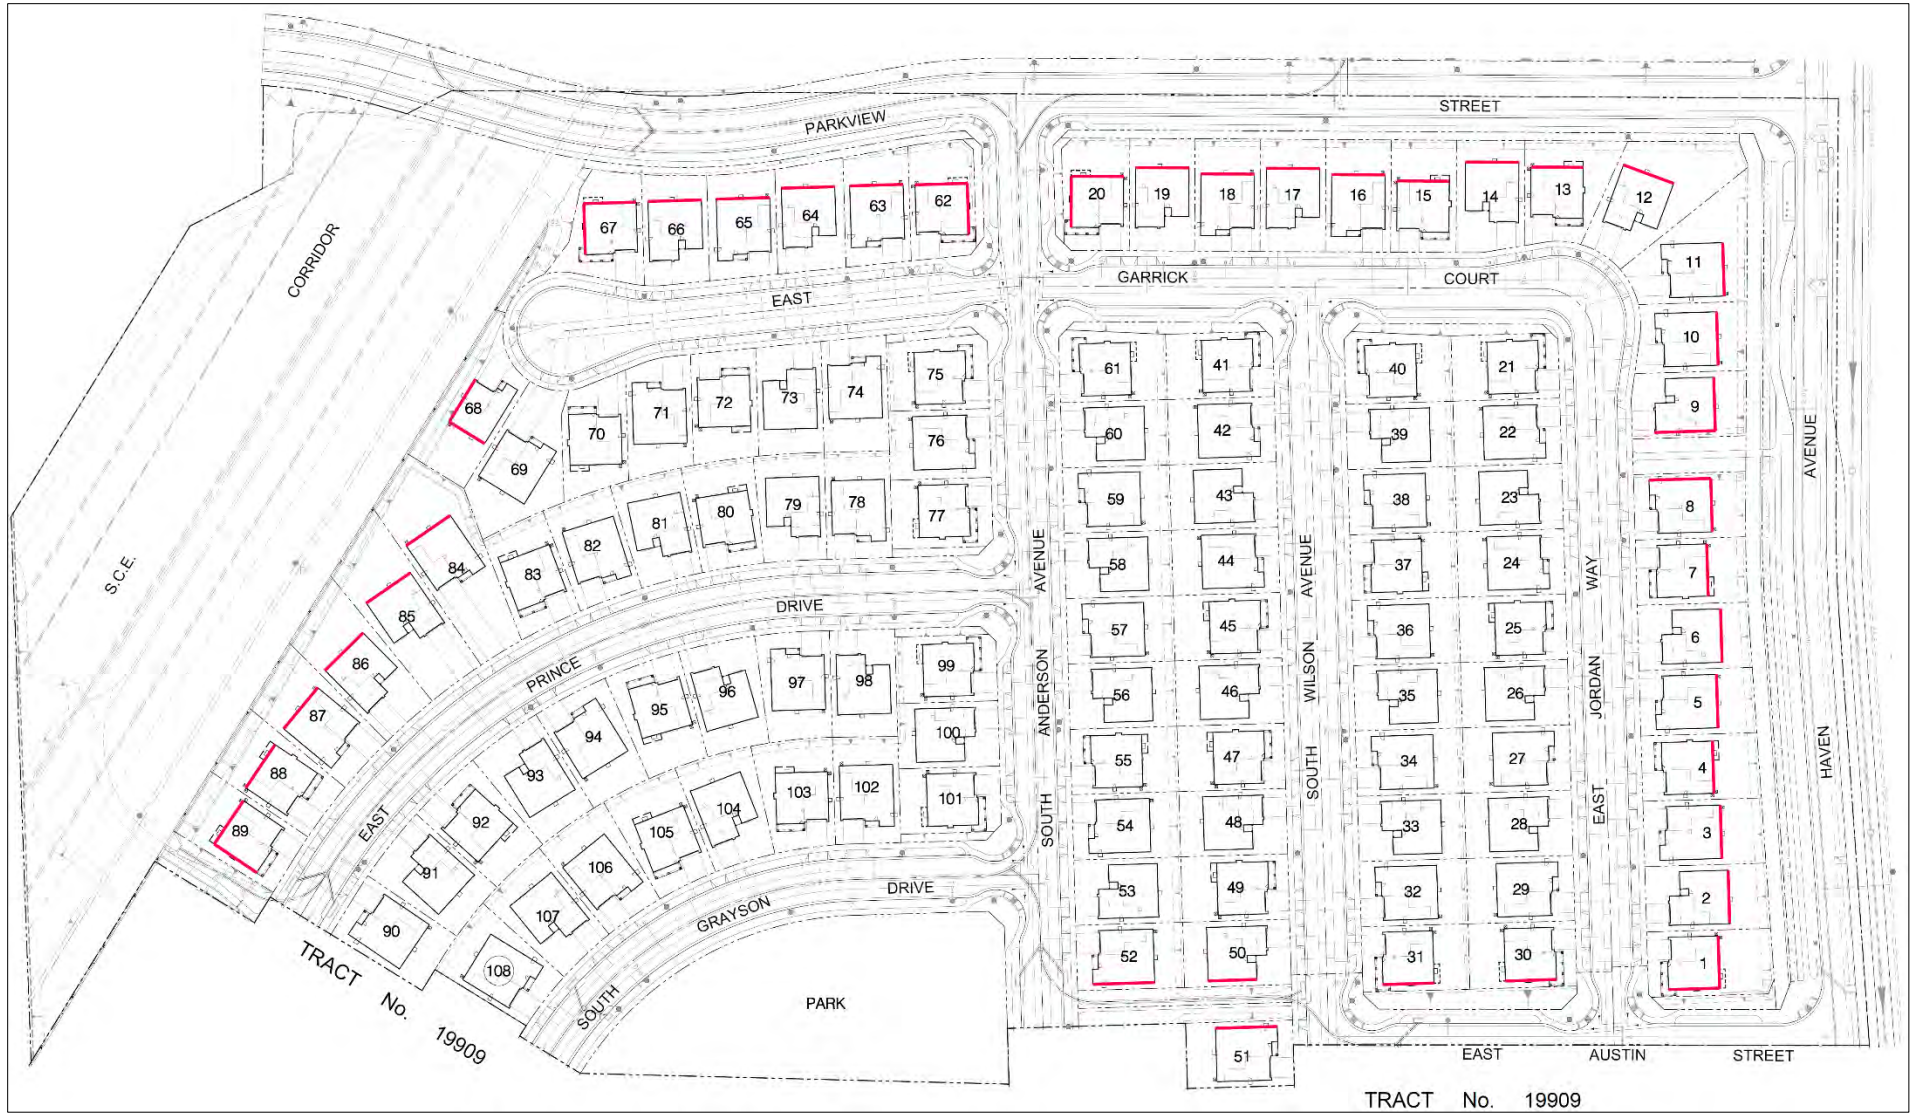 STREET
PARKVIEW
CORRIDOR
S.C.E.
67 66 65 64 63 62
20 19 18 17 16 15 14 13 12
EAST GARRICK COURT
11
10
9
8
7
6
5
4
3
2
1
68
69
70 71 72 73 74 75
76
77
61 41 40 21
60 42 39 22
59 43 38 23
58 44 37 24
57 45 36 25
56 46 35 26
55 47 34 27
54 48 33 28
53 49 32 29
52 50 31 30
51
84 83 82 81 80 79 78
85
86
87
88
89
EAST PRINCE DRIVE
90 91 92 93 94 95 96 97 98 99
100
101
108 107 106 105 104 103 102
SOUTH GRAYSON DRIVE
SOUTH ANDERSON AVENUE
SOUTH WILSON AVENUE
EAST JORDAN WAY
HAVEN AVENUE
PARK
EAST AUSTIN STREET
TRACT No. 19909
TRACT No. 19909